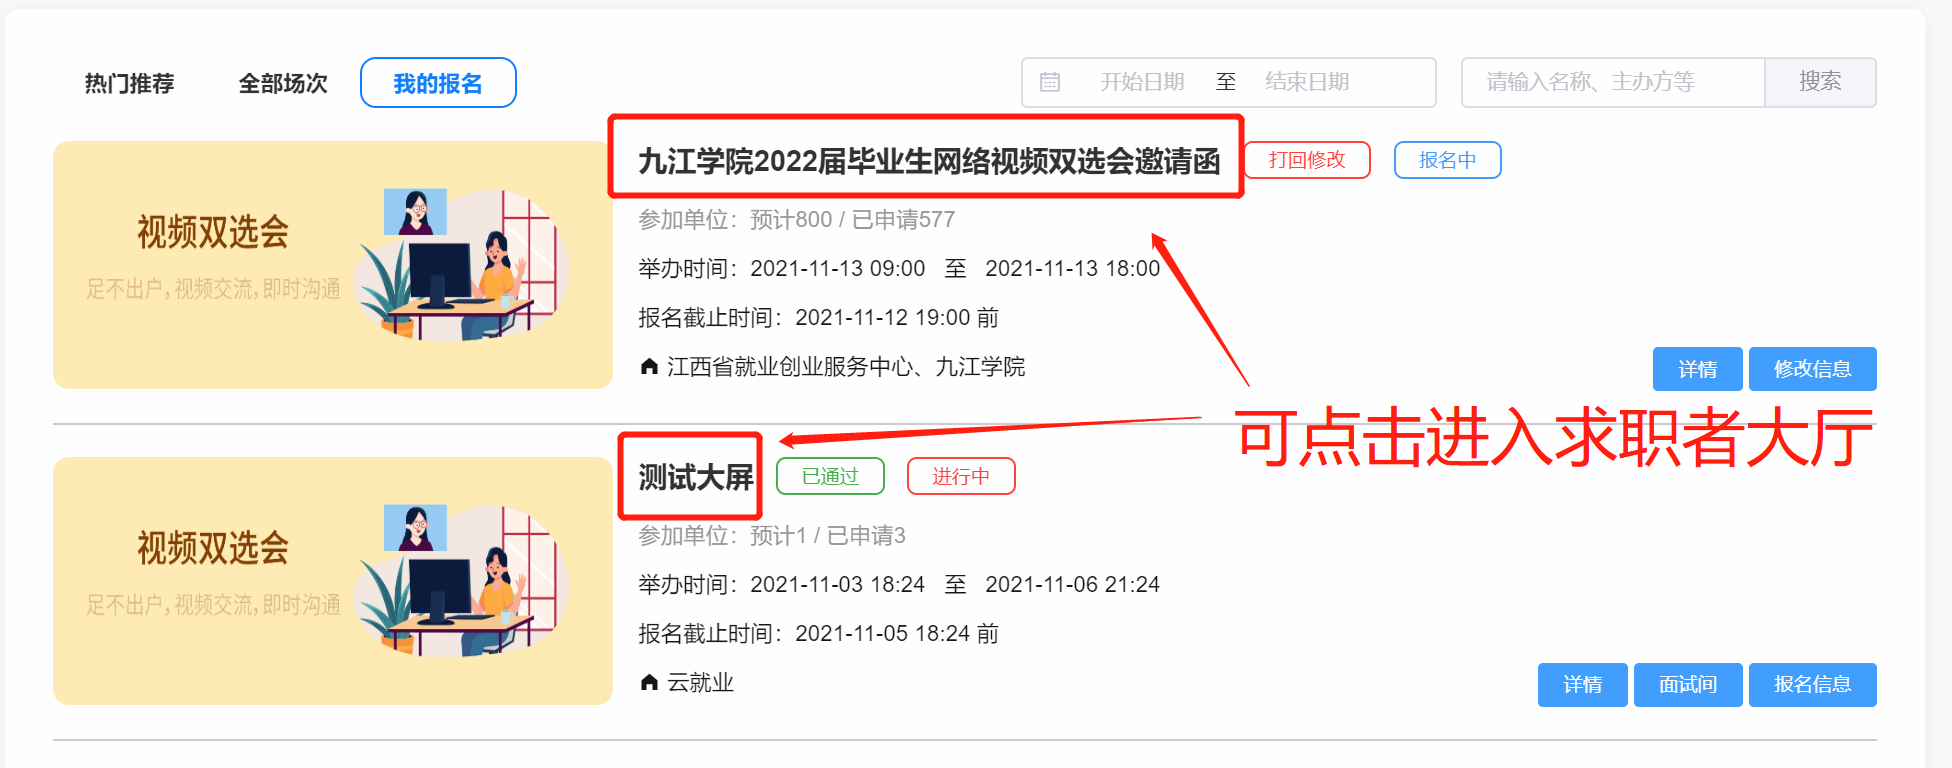 热门推荐 全部场次 我的报名 开始日期 至 结束日期 请输入名称、主办方等 搜索
视频双选会
足不出户,视频交流,即时沟通
九江学院2022届毕业生网络视频双选会邀请函 打回修改 报名中
参加单位：预计800 / 已申请577
举办时间：2021-11-13 09:00 至 2021-11-13 18:00
报名截止时间：2021-11-12 19:00 前
江西省就业创业服务中心、九江学院
详情 修改信息
可点击进入求职者大厅
视频双选会
足不出户,视频交流,即时沟通
测试大屏 已通过 进行中
参加单位：预计1 / 已申请3
举办时间：2021-11-03 18:24 至 2021-11-06 21:24
报名截止时间：2021-11-05 18:24 前
云就业
详情 面试间 报名信息